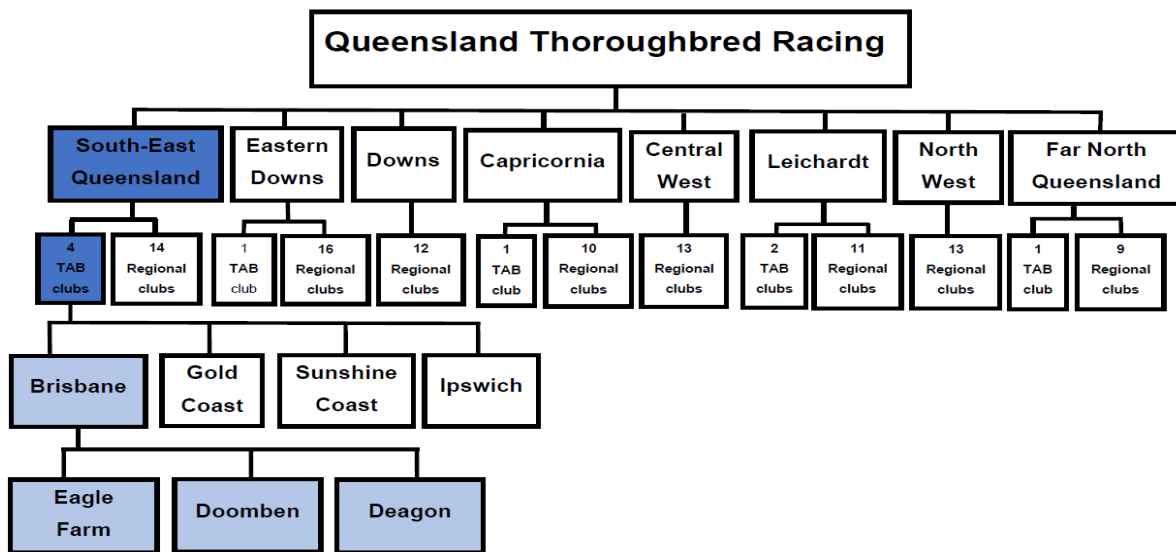 Queensland Thoroughbred Racing
South-East
Queensland
Eastern
Downs
Downs
Capricornia
Central
West
Leichardt
North
West
Far North
Queensland
4
TAB
clubs
14
Regional
clubs
1
TAB
club
16
Regional
clubs
12
Regional
clubs
1
TAB
club
10
Regional
clubs
13
Regional
clubs
2
TAB
clubs
11
Regional
clubs
13
Regional
clubs
1
TAB
club
9
Regional
clubs
Brisbane
Gold
Coast
Sunshine
Coast
Ipswich
Eagle
Farm
Doomben
Deagon